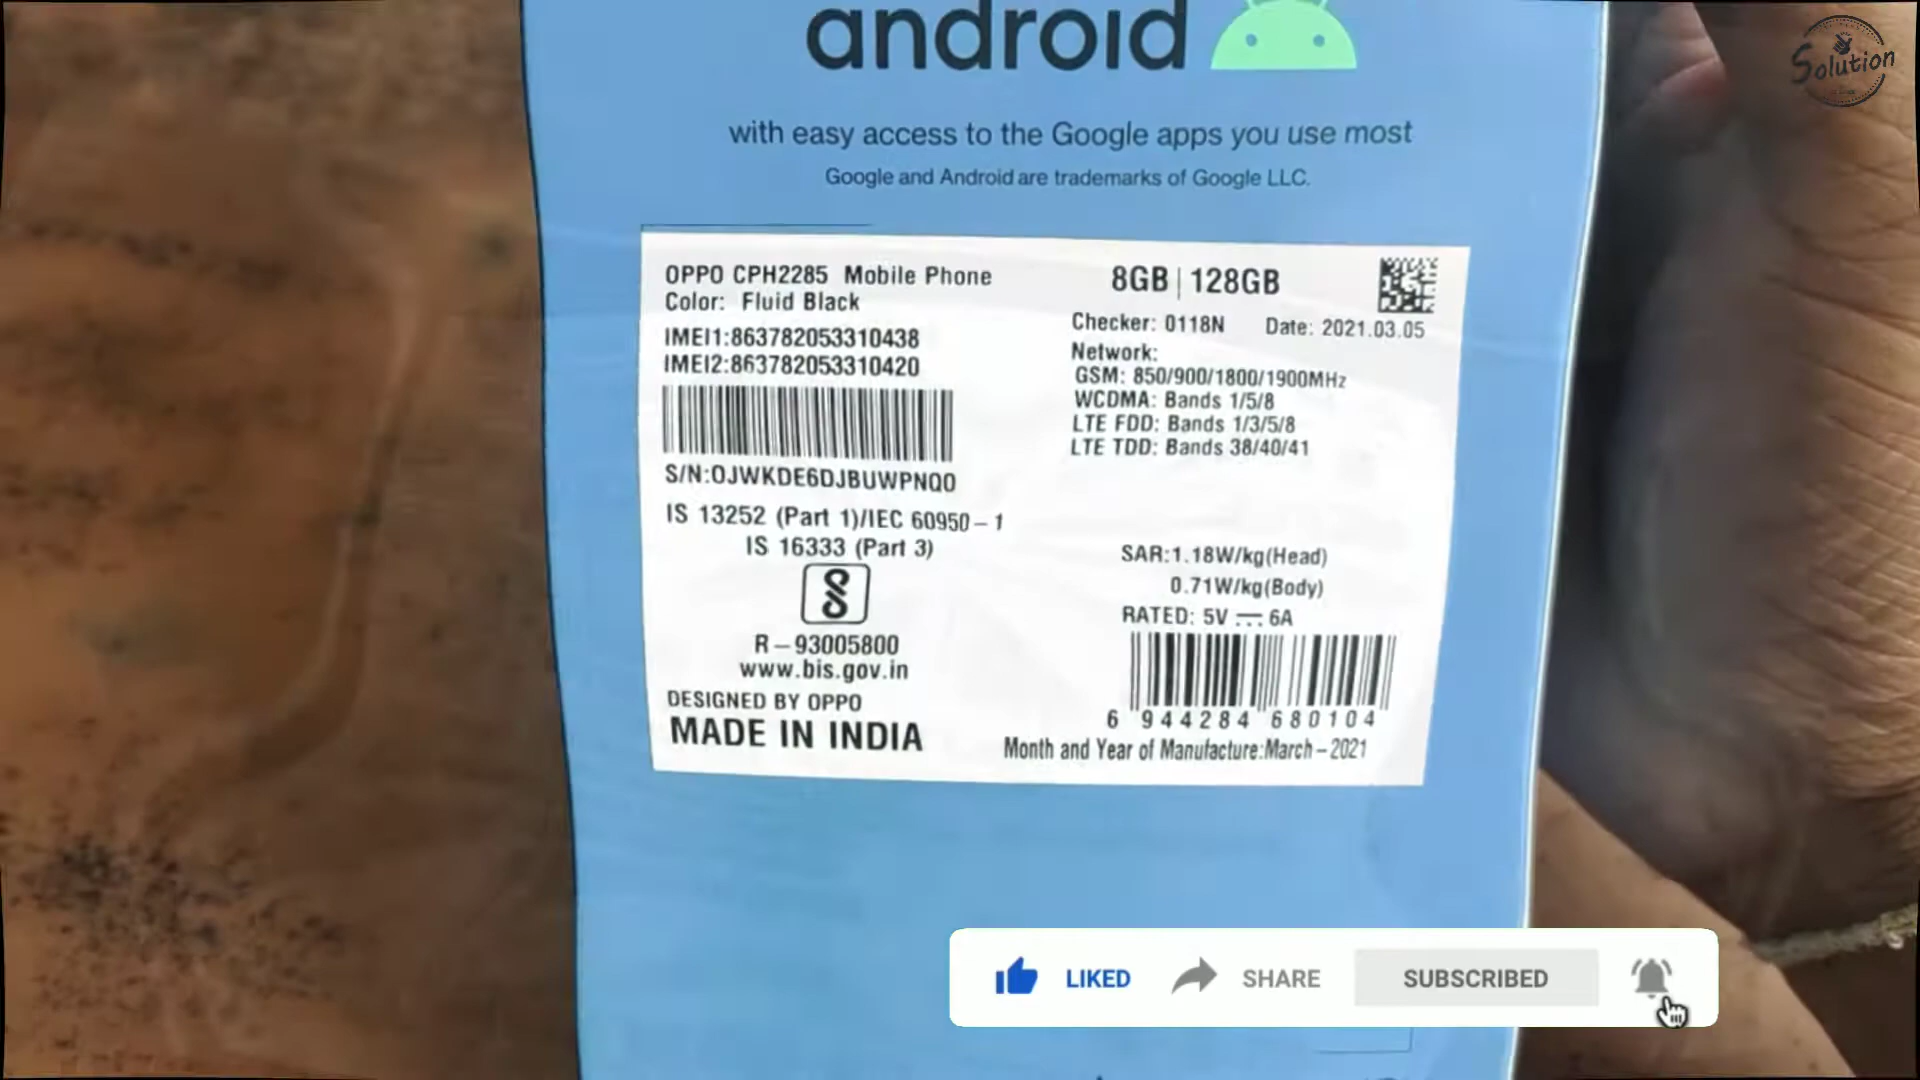 android
Solution
with easy access to the Google apps you use most
Google and Android are trademarks of Google LLC.
OPPO CPH2285 Mobile Phone
Color: Fluid Black
IMEI1:863782053310438
IMEI2:863782053310420
S/N:OJWKDE6DJBUWPNQO
IS 13252 (Part 1)/IEC 60950-1
IS 16333 (Part 3)
R-93005800
www.bis.gov.in
DESIGNED BY OPPO
MADE IN INDIA
8GB | 128GB
Checker: 0118N Date: 2021.03.05
Network:
GSM: 850/900/1800/1900MHz
WCDMA: Bands 1/5/8
LTE FDD: Bands 1/3/5/8
LTE TDD: Bands 38/40/41
SAR:1.18W/kg(Head)
0.71W/kg(Body)
RATED: 5V ⎓ 6A
6 944284 680104
Month and Year of Manufacture:March-2021
LIKED SHARE SUBSCRIBED